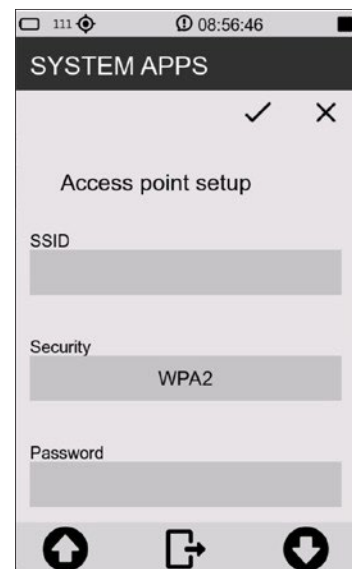 111 08:56:46
SYSTEM APPS
Access point setup
SSID
Security
WPA2
Password